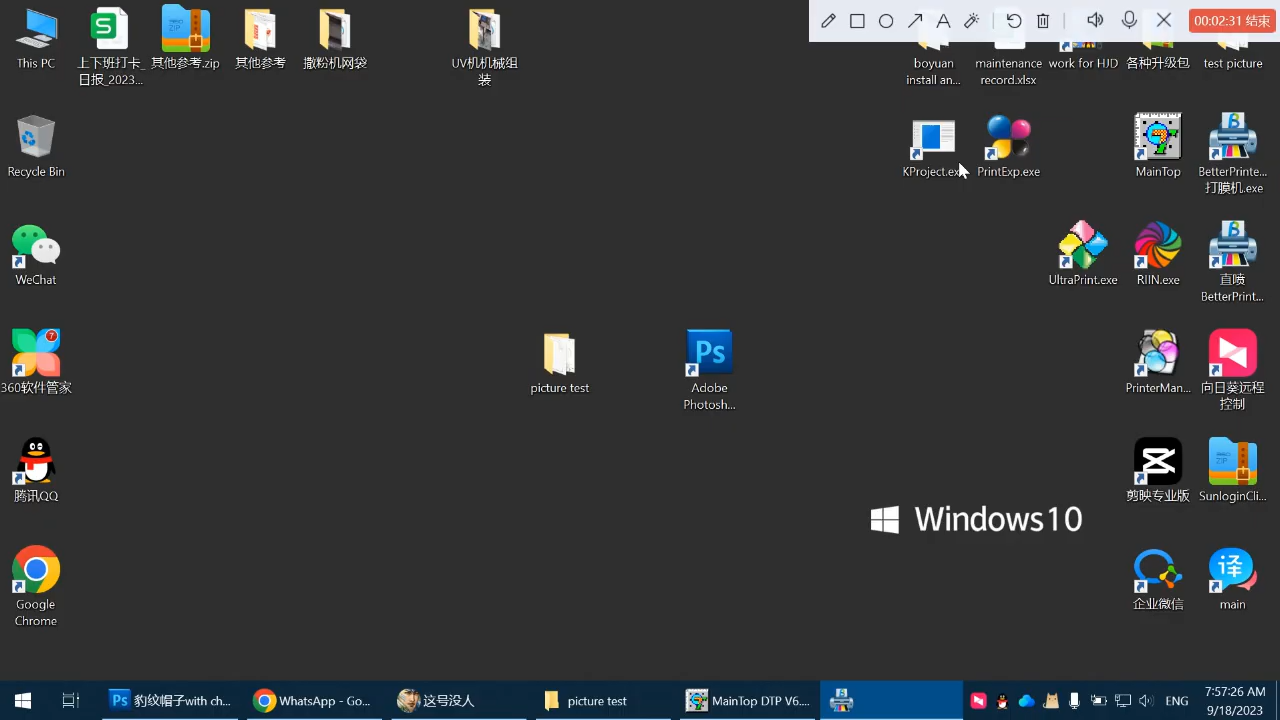 00:02:31 结束
This PC
上下班打卡_
日报_2023...
其他参考.zip
其他参考
撒粉机网袋
UV机机械组
装
boyuan
install an...
maintenance
record.xlsx
work for HJD
各种升级包
test picture
Recycle Bin
KProject.ex
PrintExp.exe
MainTop
BetterPrinte...
打膜机.exe
WeChat
UltraPrint.exe
RIIN.exe
直喷
BetterPrint...
7
360软件管家
picture test
Ps
Adobe
Photosh...
PrinterMan...
向日葵远程
控制
腾讯QQ
剪映专业版
SunloginCli...
Windows10
Google
Chrome
企业微信
译
main
豹纹帽子with ch...
WhatsApp - Go...
这号没人
picture test
MainTop DTP V6....
ENG
7:57:26 AM
9/18/2023